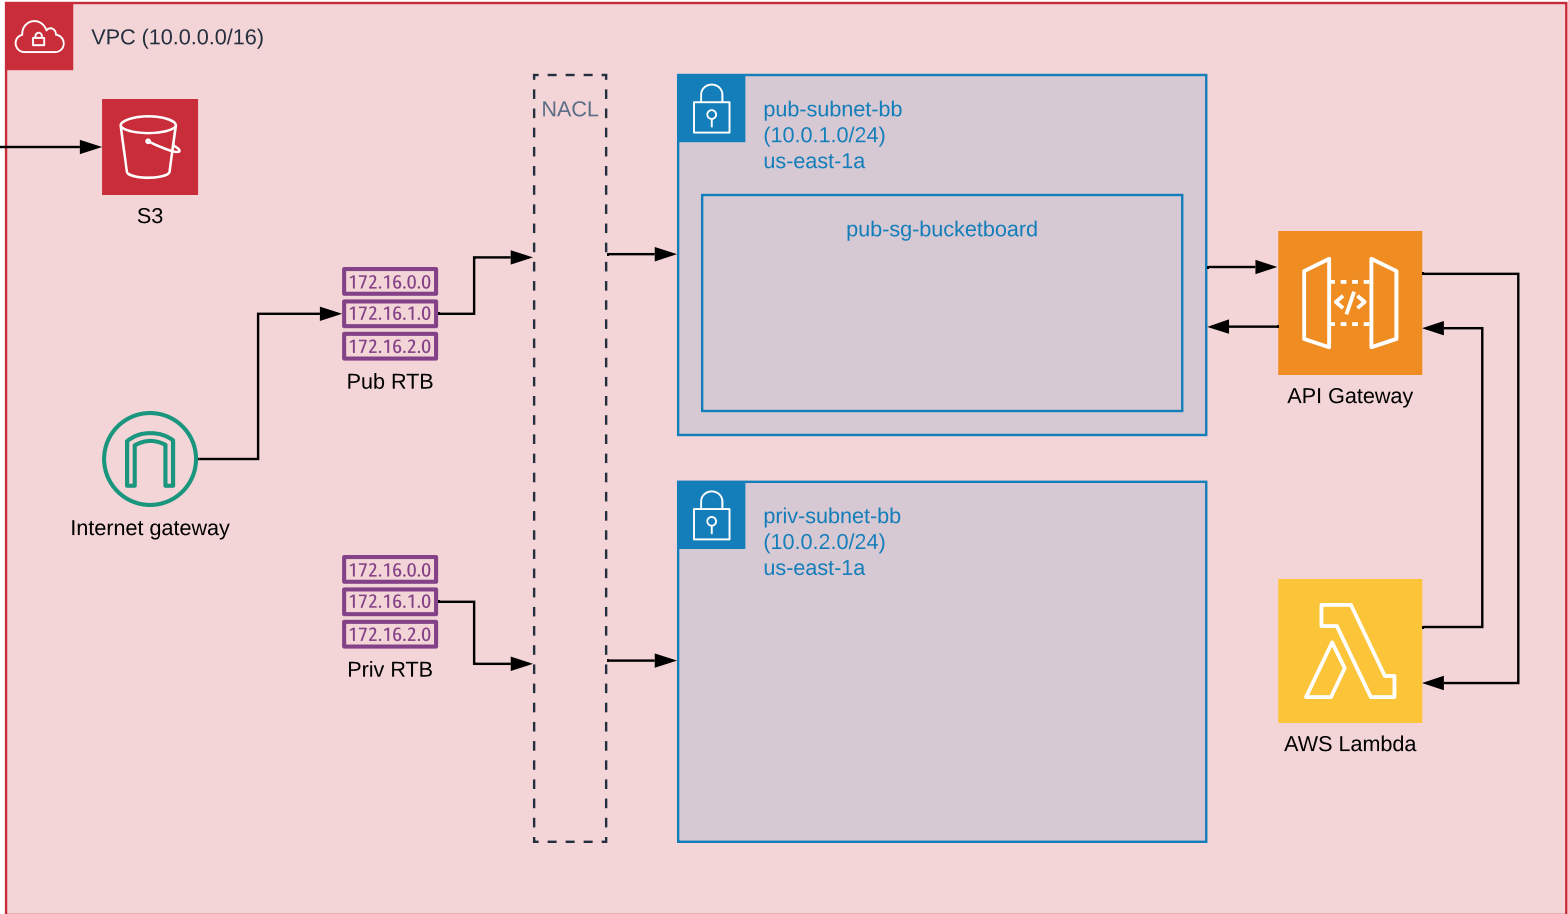 VPC (10.0.0.0/16)
S3
NACL
pub-subnet-bb
(10.0.1.0/24)
us-east-1a
pub-sg-bucketboard
172.16.0.0
172.16.1.0
172.16.2.0
Pub RTB
API Gateway
Internet gateway
priv-subnet-bb
(10.0.2.0/24)
us-east-1a
172.16.0.0
172.16.1.0
172.16.2.0
Priv RTB
</>
AWS Lambda